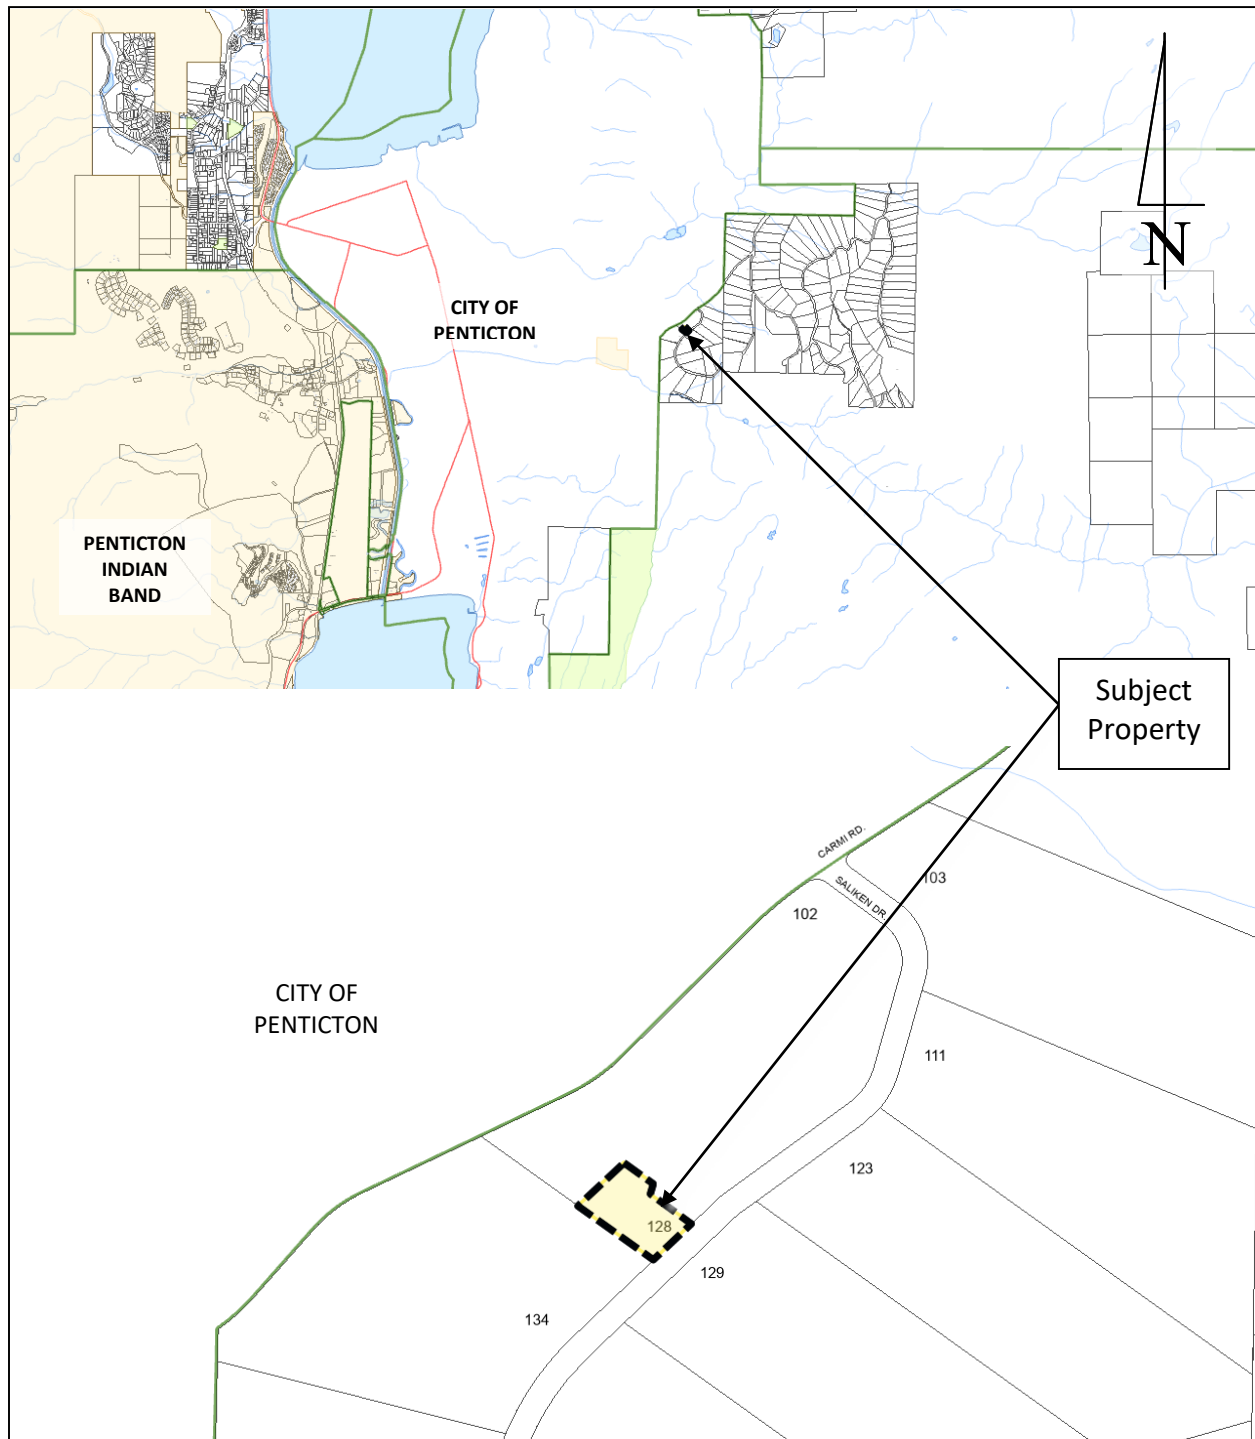 N
CITY OF
PENTICTON
PENTICTON
INDIAN
BAND
Subject
Property
CARMI RD.
SALIKEN DR.
103
102
CITY OF
PENTICTON
111
123
128
129
134